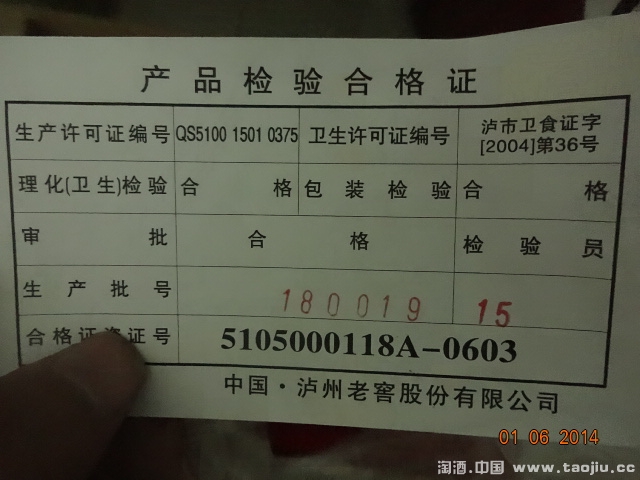 产品检验合格证
生产许可证编号 QS5100 1501 0375 卫生许可证编号 泸市卫食证字
[2004]第36号
理化(卫生)检验 合格 包装检验 合格
审批 合格 检验员
生产批号 180019 15
合格证 证号 5105000118A-0603
中国·泸州老窖股份有限公司
01 06 2014
淘酒.中国 www.taojiu.cc